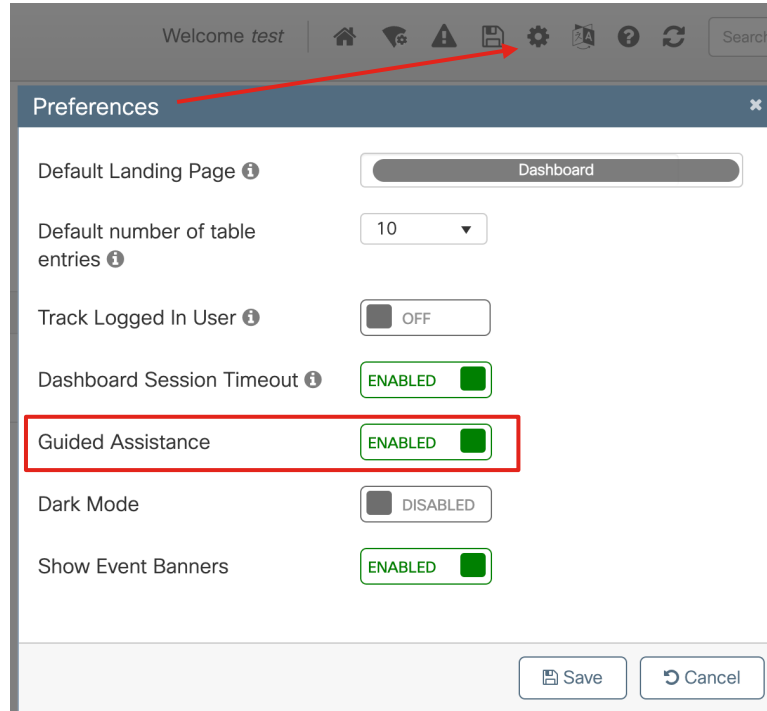 Welcome test
Search
Preferences
Default Landing Page
Dashboard
Default number of table
entries
10
Track Logged In User
OFF
Dashboard Session Timeout
ENABLED
Guided Assistance
ENABLED
Dark Mode
DISABLED
Show Event Banners
ENABLED
Save
Cancel